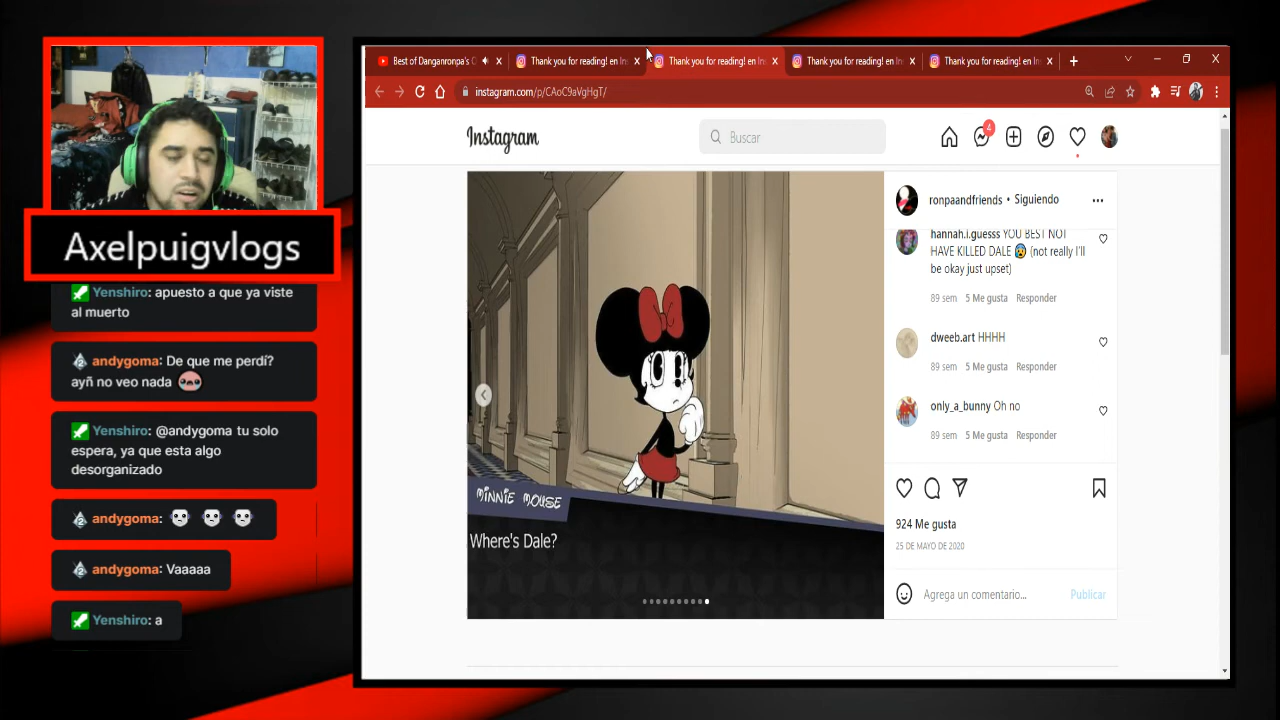 Axelpuigvlogs
Yenshiro: apuesto a que ya viste
al muerto
andygoma: De que me perdí?
ayñ no veo nada
Yenshiro: @andygoma tu solo
espera, ya que esta algo
desorganizado
andygoma:
andygoma: Vaaaaa
Yenshiro: a
Best of Danganronpa's O
Thank you for reading! en In
Thank you for reading! en In
Thank you for reading! en In
Thank you for reading! en In
instagram.com/p/CAoC9aVgHgT/
Instagram
Buscar
4
MINNIE MOUSE
Where's Dale?
ronpaandfriends • Siguiendo
hannah.i.guesss YOU BEST NOT
HAVE KILLED DALE 😰 (not really I'll
be okay just upset)
89 sem 5 Me gusta Responder
dweeb.art HHHH
89 sem 5 Me gusta Responder
only_a_bunny Oh no
89 sem 5 Me gusta Responder
924 Me gusta
25 DE MAYO DE 2020
Agrega un comentario...
Publicar